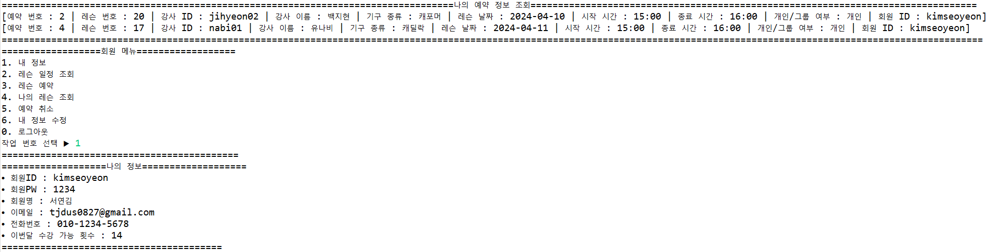 ==================================================================================나의 예약 정보 조회=================================================================================
[예약 번호 : 2 | 레슨 번호 : 20 | 강사 ID : jihyeon02 | 강사 이름 : 백지현 | 기구 종류 : 캐포머 | 레슨 날짜 : 2024-04-10 | 시작 시간 : 15:00 | 종료 시간 : 16:00 | 개인/그룹 여부 : 개인 | 회원 ID : kimseoyeon]
[예약 번호 : 4 | 레슨 번호 : 17 | 강사 ID : nabi01 | 강사 이름 : 유나비 | 기구 종류 : 캐딜락 | 레슨 날짜 : 2024-04-11 | 시작 시간 : 15:00 | 종료 시간 : 16:00 | 개인/그룹 여부 : 개인 | 회원 ID : kimseoyeon]
==================================================================================================================================================================================
==================회원 메뉴==================
1. 내 정보
2. 레슨 일정 조회
3. 레슨 예약
4. 나의 레슨 조회
5. 예약 취소
6. 내 정보 수정
0. 로그아웃
작업 번호 선택 ▶ 1
===========================================
===================나의 정보===================
• 회원ID : kimseoyeon
• 회원PW : 1234
• 회원명 : 서연김
• 이메일 : tjdus0827@gmail.com
• 전화번호 : 010-1234-5678
• 이번달 수강 가능 횟수 : 14
========================================